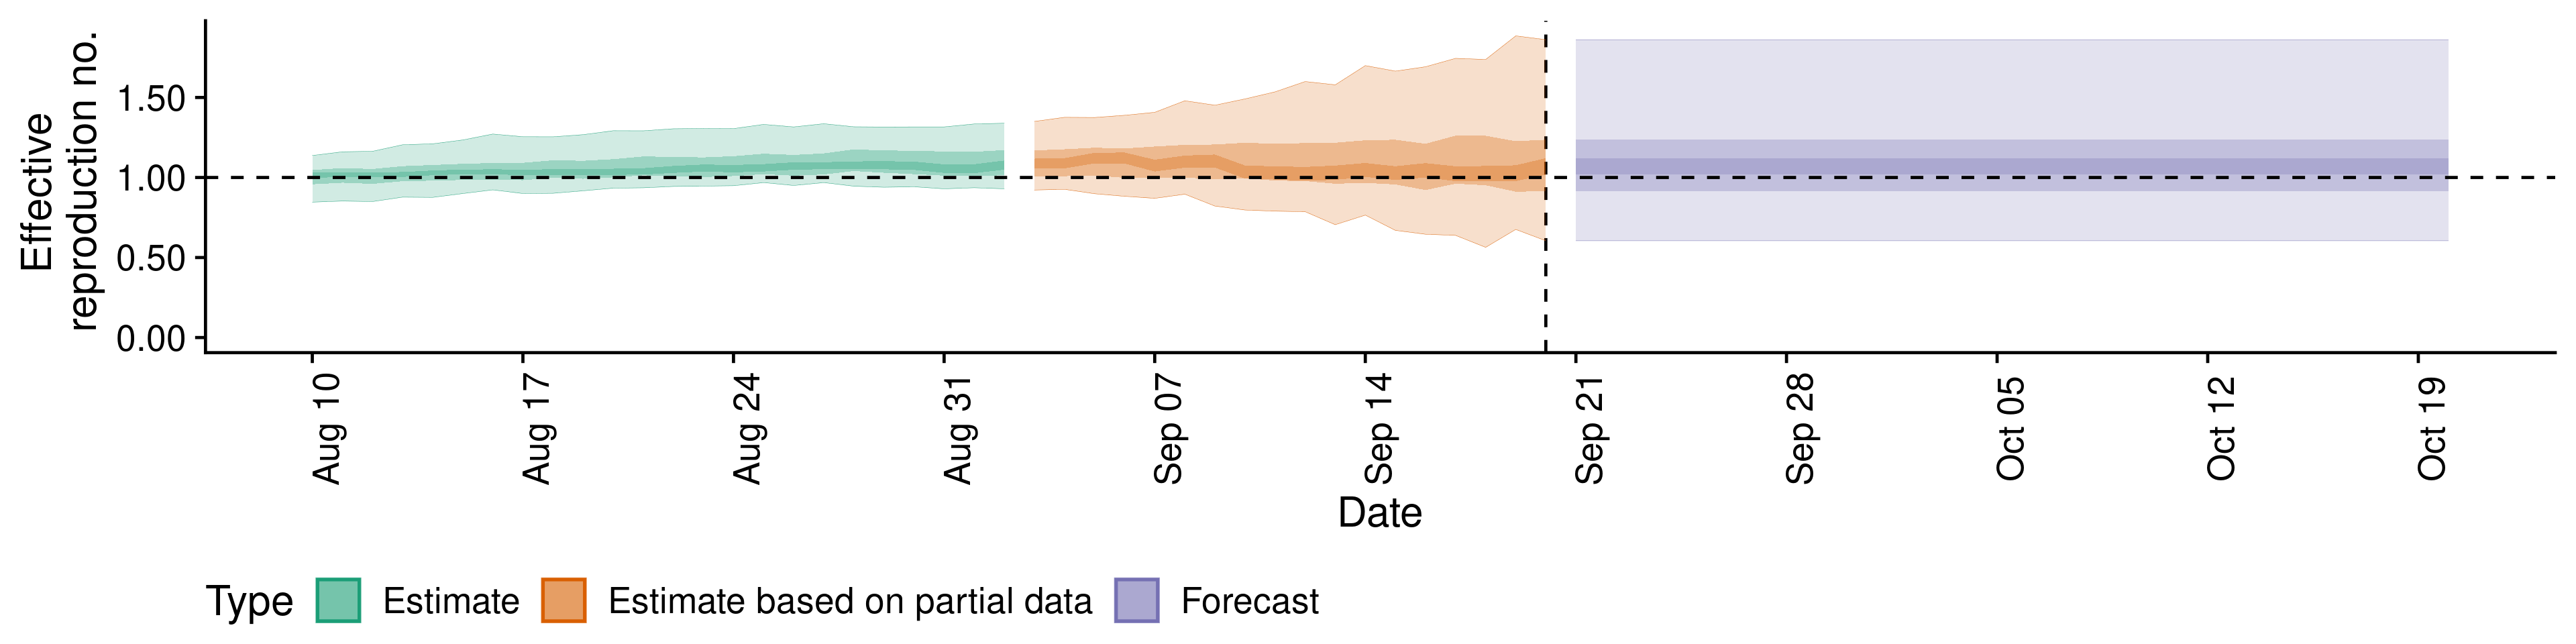 Effective
reproduction no.
1.50
1.00
0.50
0.00
Aug 10
Aug 17
Aug 24
Aug 31
Sep 07
Sep 14
Sep 21
Sep 28
Oct 05
Oct 12
Oct 19
Date
Type Estimate Estimate based on partial data Forecast